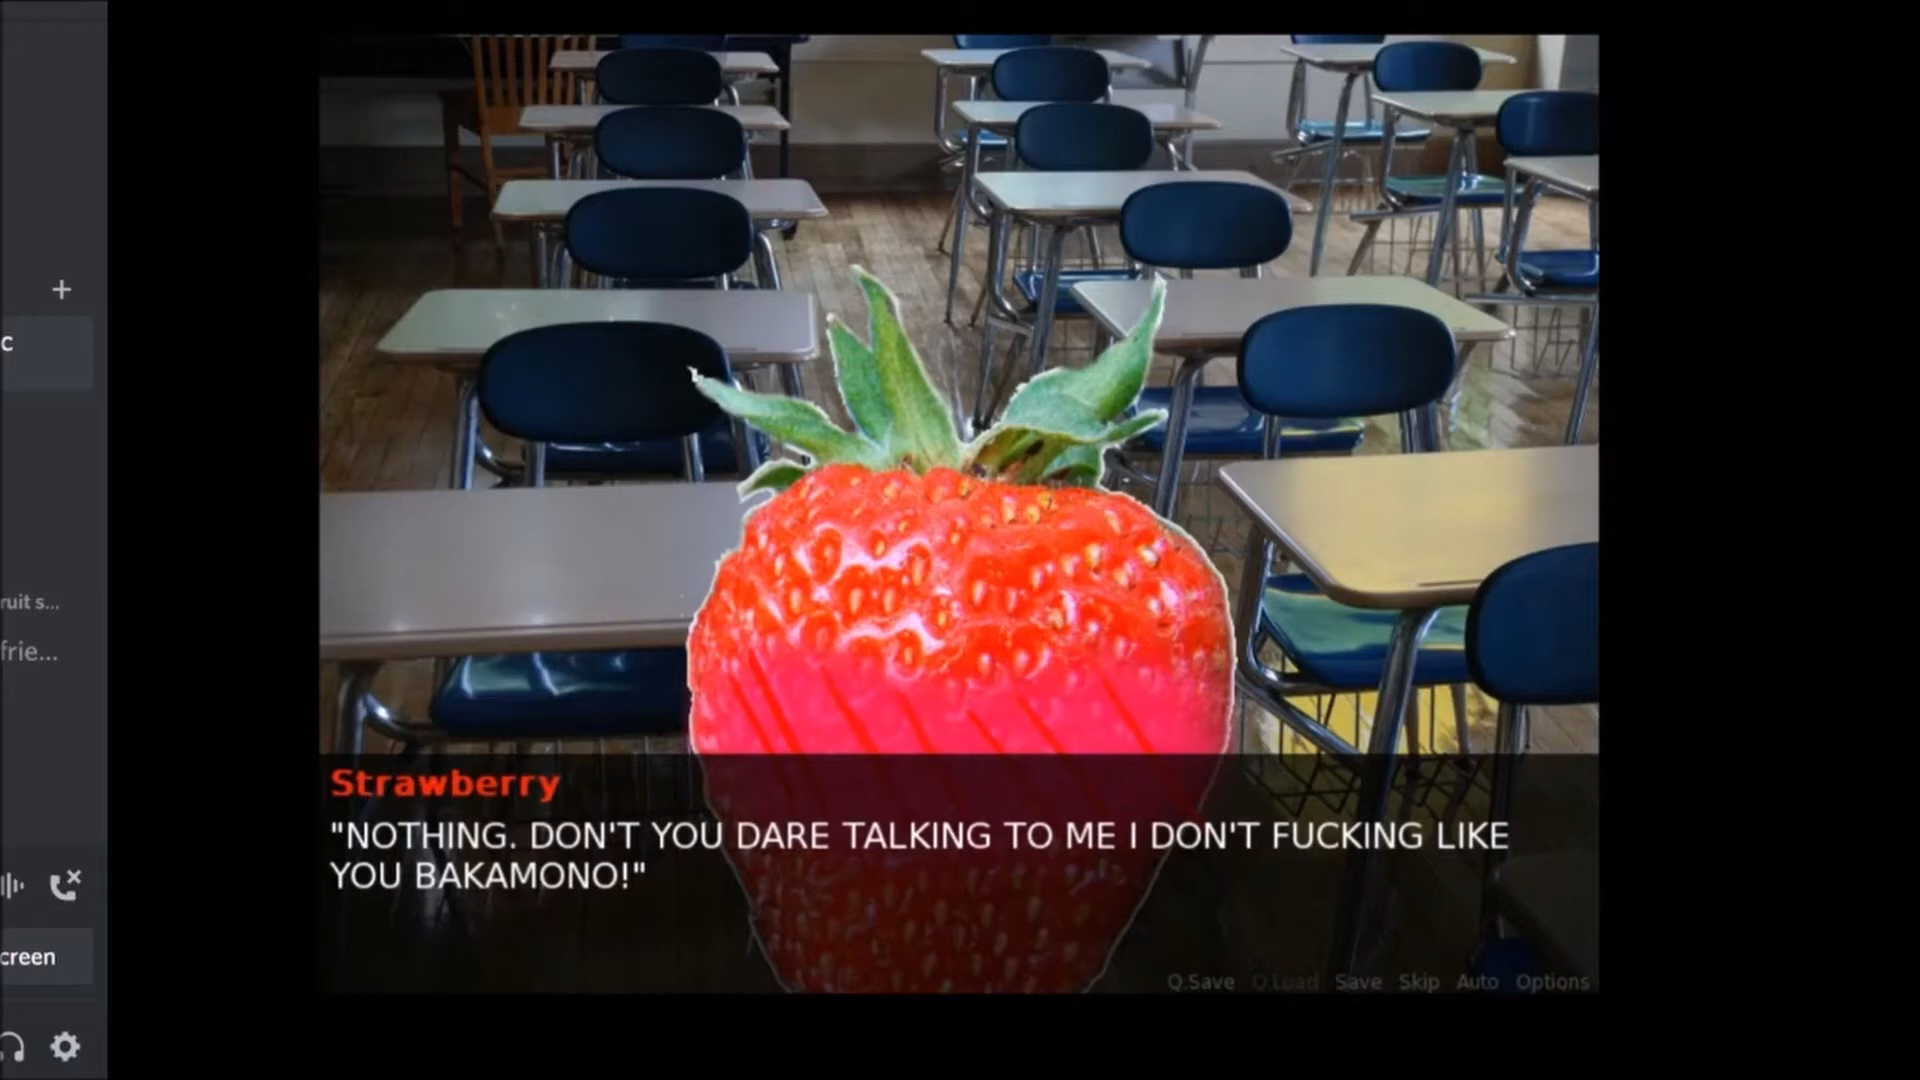 c
ruit s...
frie...
creen
Strawberry
"NOTHING. DON'T YOU DARE TALKING TO ME I DON'T FUCKING LIKE
YOU BAKAMONO!"
Q.Save Q.Load Save Skip Auto Options